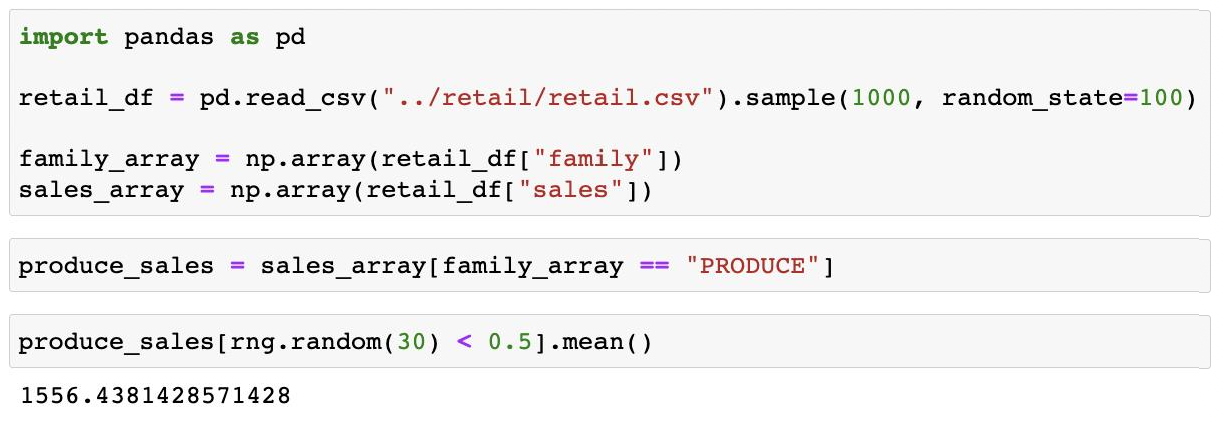 import pandas as pd
retail_df = pd.read_csv("../retail/retail.csv").sample(1000, random_state=100)
family_array = np.array(retail_df["family"])
sales_array = np.array(retail_df["sales"])
produce_sales = sales_array[family_array == "PRODUCE"]
produce_sales[rng.random(30) < 0.5].mean()
1556.4381428571428